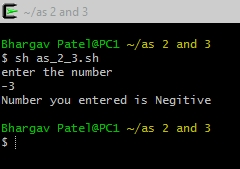 ~/as 2 and 3
Bhargav Patel@PC1 ~/as 2 and 3
$ sh as_2_3.sh
enter the number
-3
Number you entered is Negitive
Bhargav Patel@PC1 ~/as 2 and 3
$